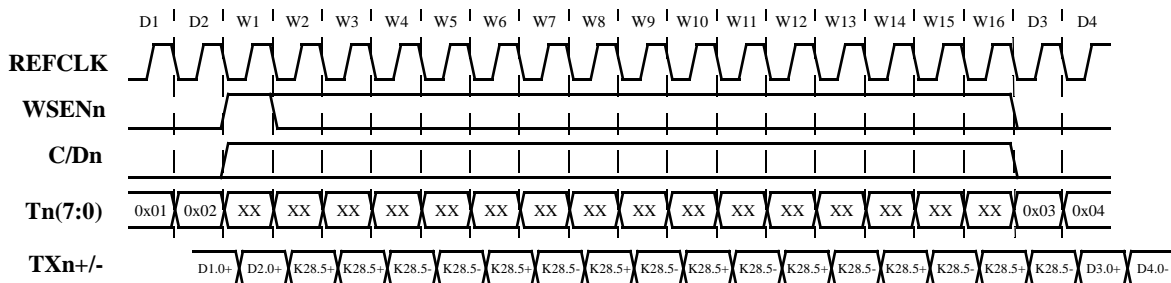 D1 D2 W1 W2 W3 W4 W5 W6 W7 W8 W9 W10 W11 W12 W13 W14 W15 W16 D3 D4
REFCLK
WSENn
C/Dn
Tn(7:0) 0x01 0x02 XX XX XX XX XX XX XX XX XX XX XX XX XX XX XX XX 0x03 0x04
TXn+/- D1.0+ D2.0+ K28.5+ K28.5+ K28.5- K28.5- K28.5+ K28.5- K28.5+ K28.5- K28.5+ K28.5- K28.5+ K28.5- K28.5+ K28.5- K28.5+ K28.5- D3.0+ D4.0-